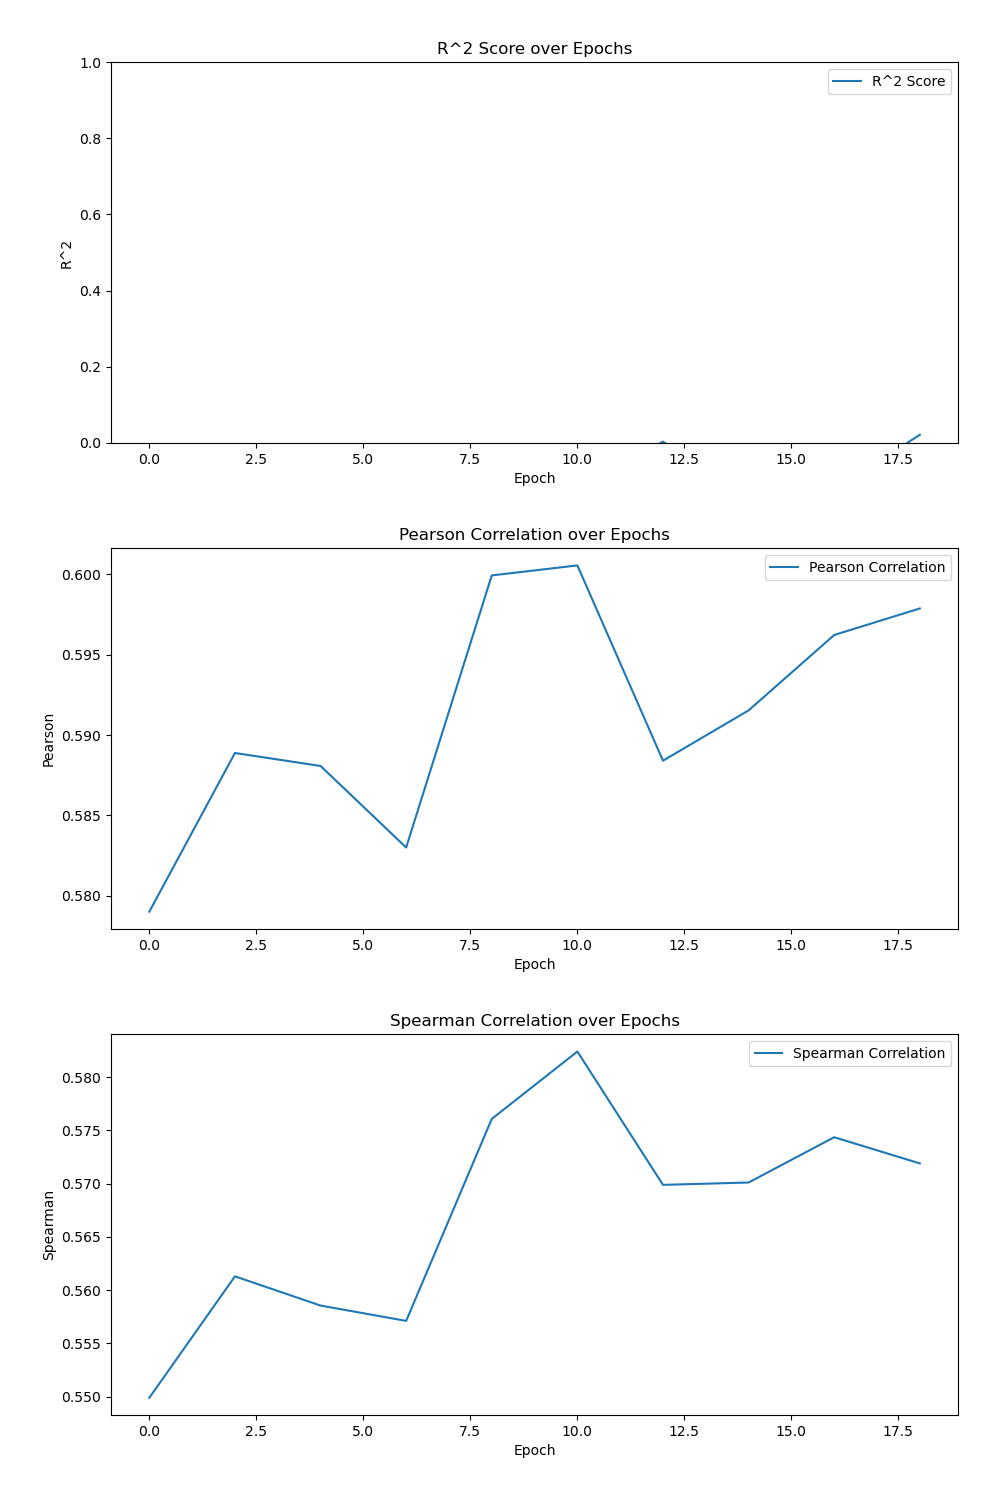 R^2 Score over Epochs
R^2 Score
1.0
0.8
0.6
0.4
0.2
0.0
R^2
0.0 2.5 5.0 7.5 10.0 12.5 15.0 17.5
Epoch
Pearson Correlation over Epochs
Pearson Correlation
0.600
0.595
0.590
0.585
0.580
Pearson
0.0 2.5 5.0 7.5 10.0 12.5 15.0 17.5
Epoch
Spearman Correlation over Epochs
Spearman Correlation
0.580
0.575
0.570
0.565
0.560
0.555
0.550
Spearman
0.0 2.5 5.0 7.5 10.0 12.5 15.0 17.5
Epoch